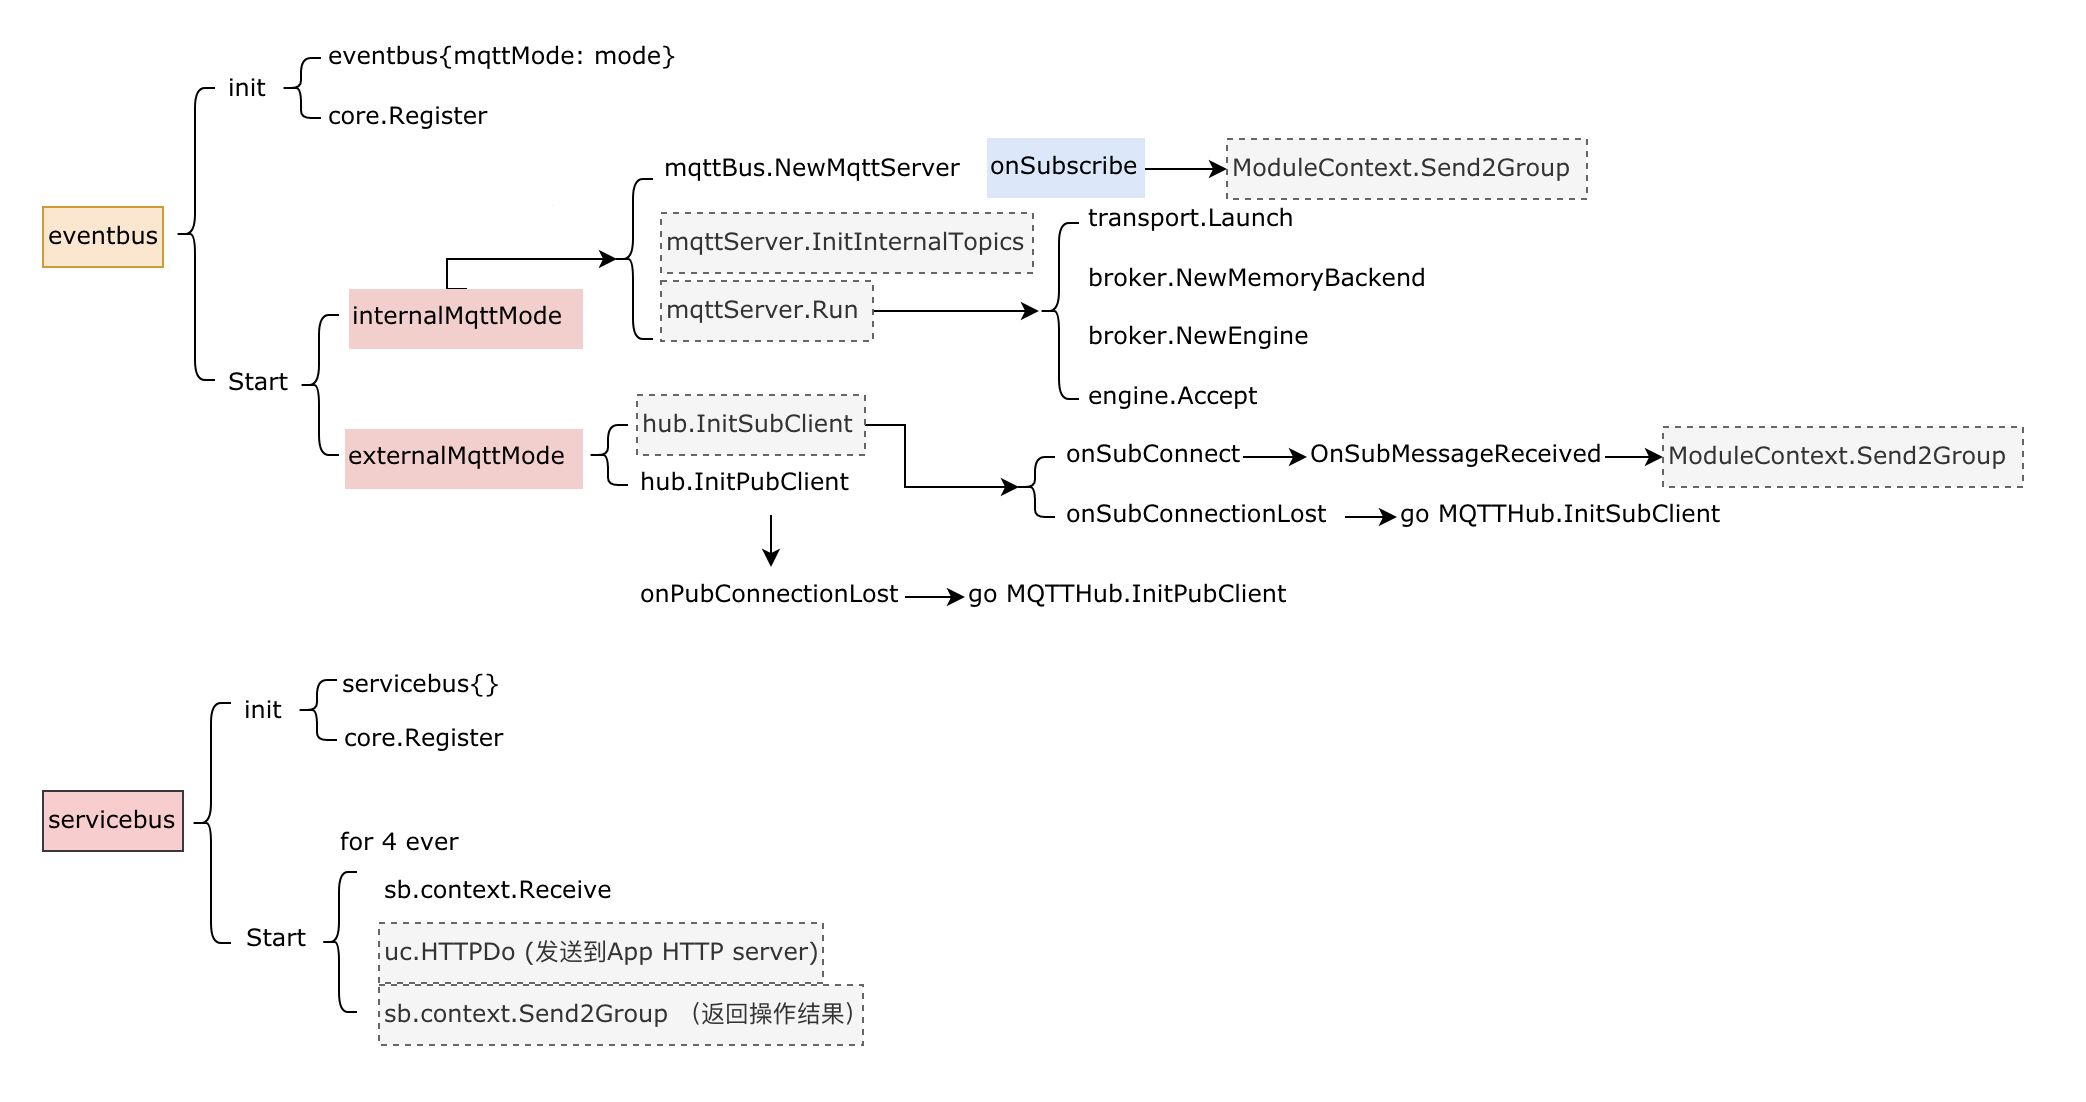 eventbus{mqttMode: mode}
init
core.Register
mqttBus.NewMqttServer
onSubscribe
ModuleContext.Send2Group
transport.Launch
eventbus
mqttServer.InitInternalTopics
broker.NewMemoryBackend
internalMqttMode
mqttServer.Run
broker.NewEngine
Start
engine.Accept
hub.InitSubClient
externalMqttMode
onSubConnect
OnSubMessageReceived
ModuleContext.Send2Group
hub.InitPubClient
onSubConnectionLost
go MQTTHub.InitSubClient
onPubConnectionLost
go MQTTHub.InitPubClient
servicebus{}
init
core.Register
servicebus
for 4 ever
sb.context.Receive
Start
uc.HTTPDo (发送到App HTTP server)
sb.context.Send2Group （返回操作结果）